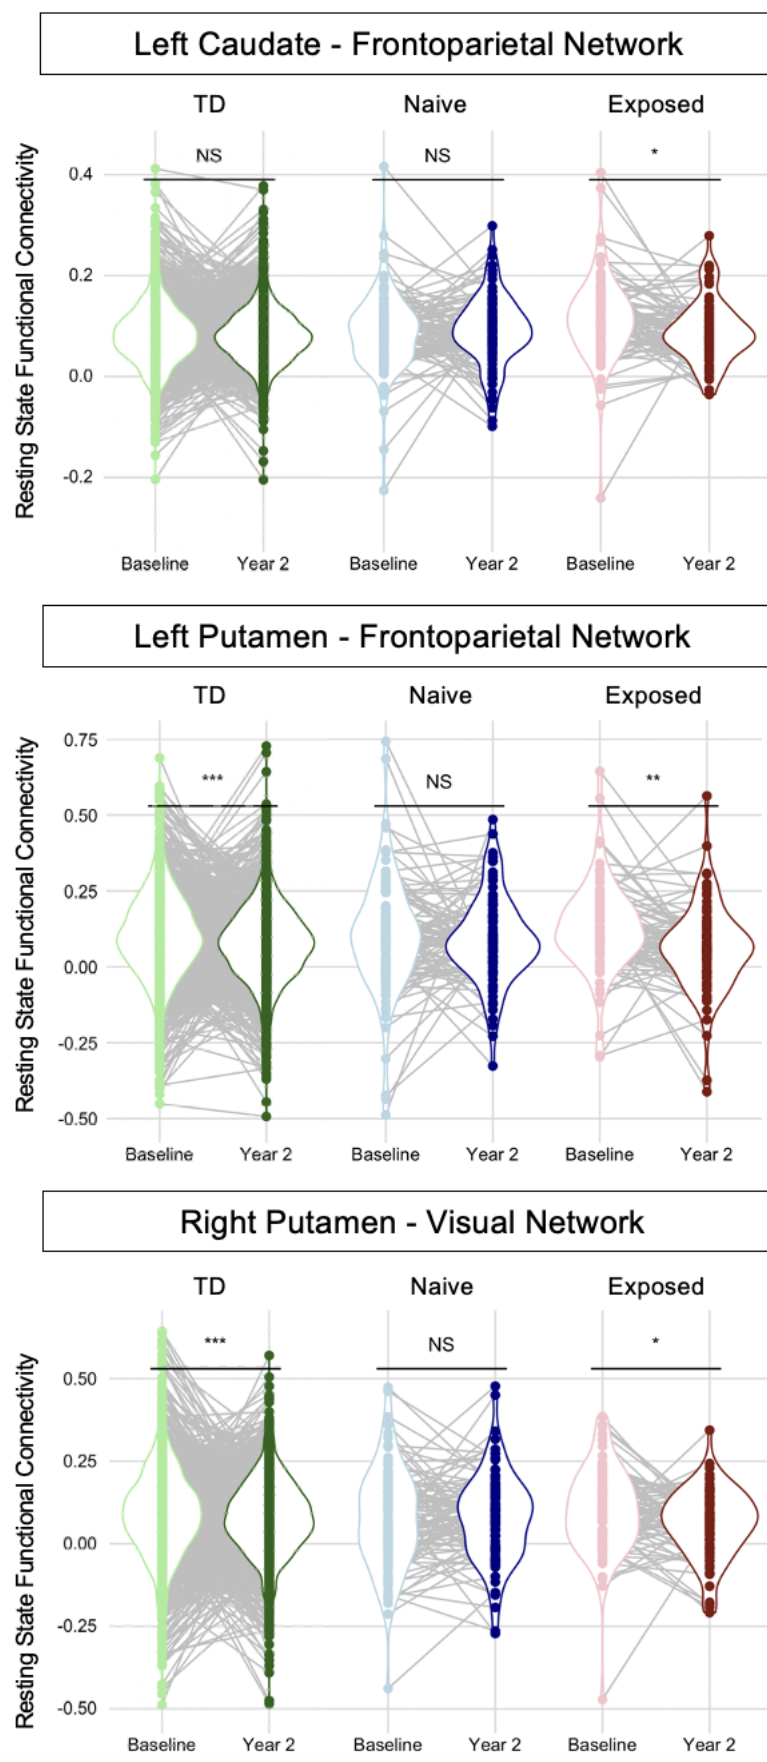 Left Caudate - Frontoparietal Network
TD Naive Exposed
Resting State Functional Connectivity
NS NS *
0.4
0.2
0.0
-0.2
Baseline Year 2 Baseline Year 2 Baseline Year 2
Left Putamen - Frontoparietal Network
TD Naive Exposed
Resting State Functional Connectivity
0.75
*** NS **
0.50
0.25
0.00
-0.25
-0.50
Baseline Year 2 Baseline Year 2 Baseline Year 2
Right Putamen - Visual Network
TD Naive Exposed
Resting State Functional Connectivity
*** NS *
0.50
0.25
0.00
-0.25
-0.50
Baseline Year 2 Baseline Year 2 Baseline Year 2